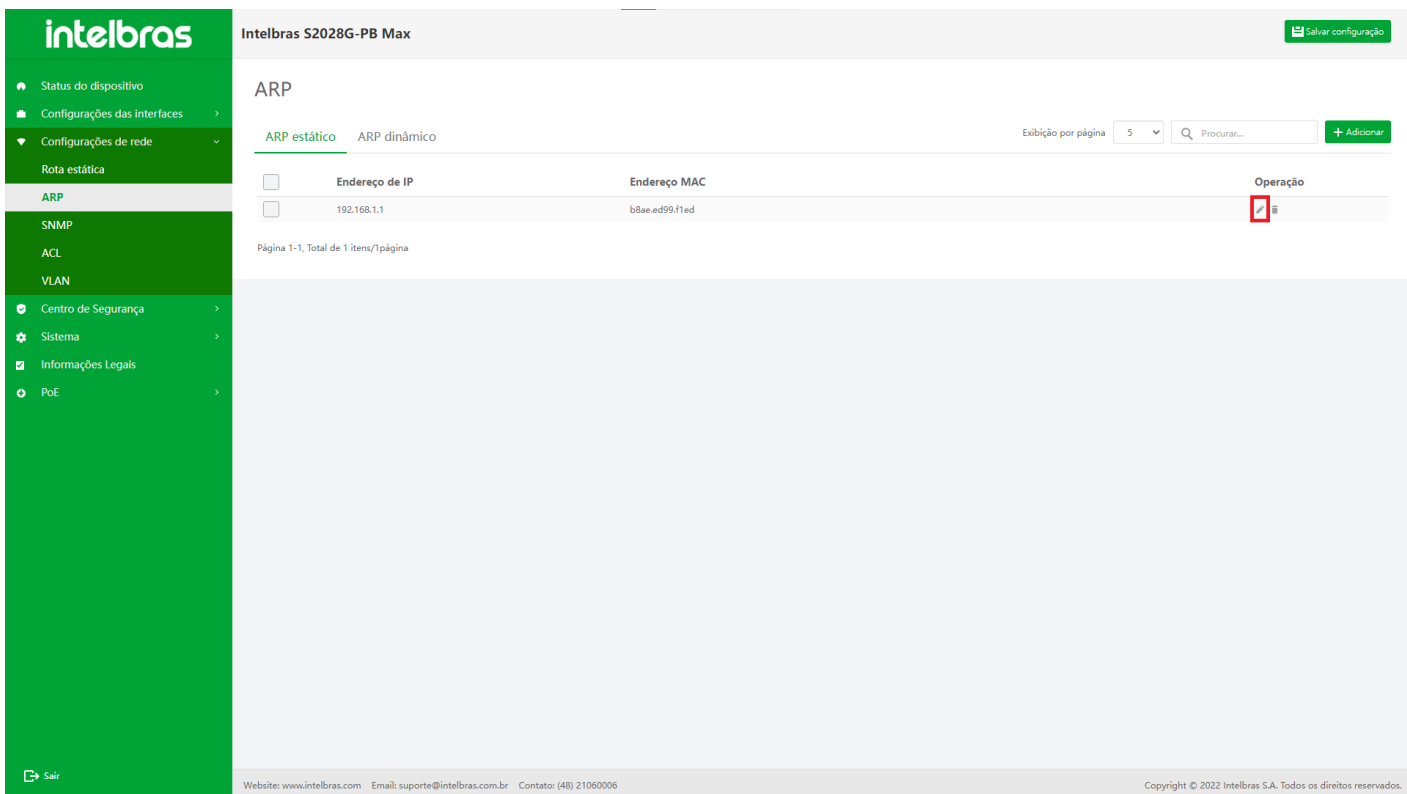 intelbras
Intelbras S2028G-PB Max
Salvar configuração
Status do dispositivo
Configurações das interfaces
Configurações de rede
Rota estática
ARP
SNMP
ACL
VLAN
Centro de Segurança
Sistema
Informações Legais
PoE
Sair
ARP
ARP estático ARP dinâmico
Exibição por página 5 Procurar... + Adicionar
Endereço de IP Endereço MAC Operação
192.168.1.1 b8ae.ed99.f1ed
Página 1-1, Total de 1 itens/1página
Website: www.intelbras.com Email: suporte@intelbras.com.br Contato: (48) 21060006
Copyright © 2022 Intelbras S.A. Todos os direitos reservados.